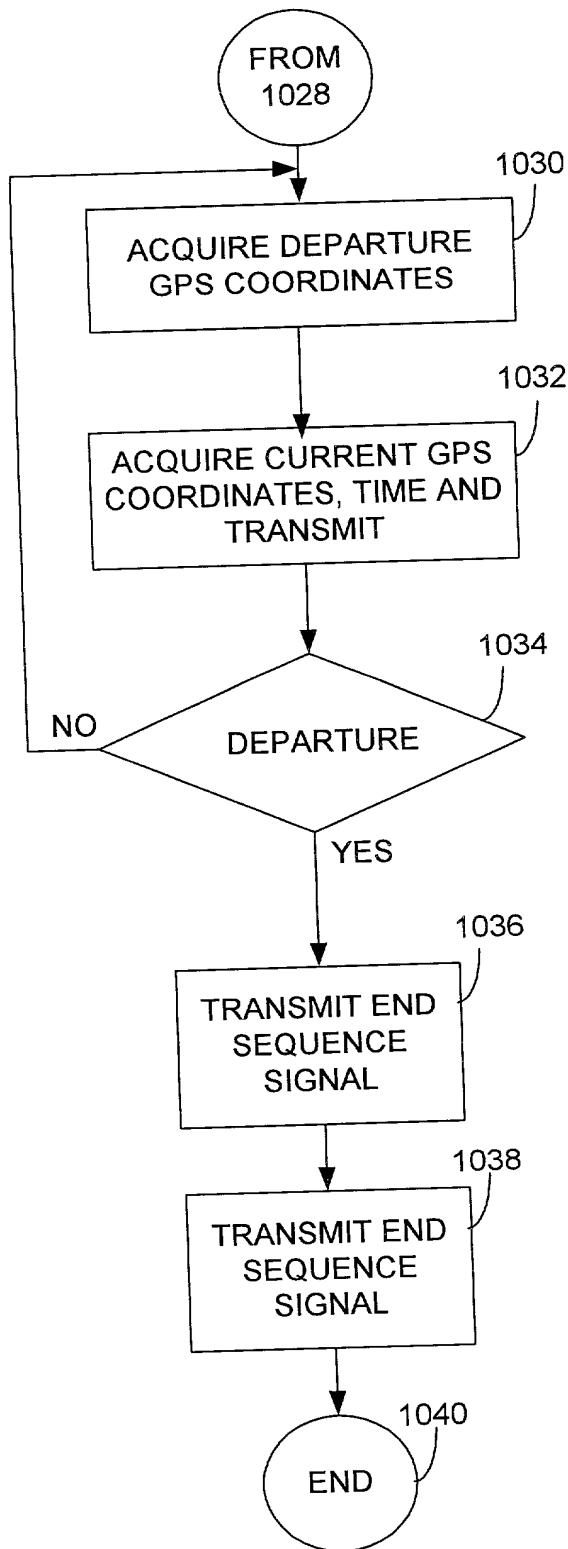 FROM
1028
1030
ACQUIRE DEPARTURE
GPS COORDINATES
1032
ACQUIRE CURRENT GPS
COORDINATES, TIME AND
TRANSMIT
1034
NO
DEPARTURE
YES
1036
TRANSMIT END
SEQUENCE
SIGNAL
1038
TRANSMIT END
SEQUENCE
SIGNAL
1040
END